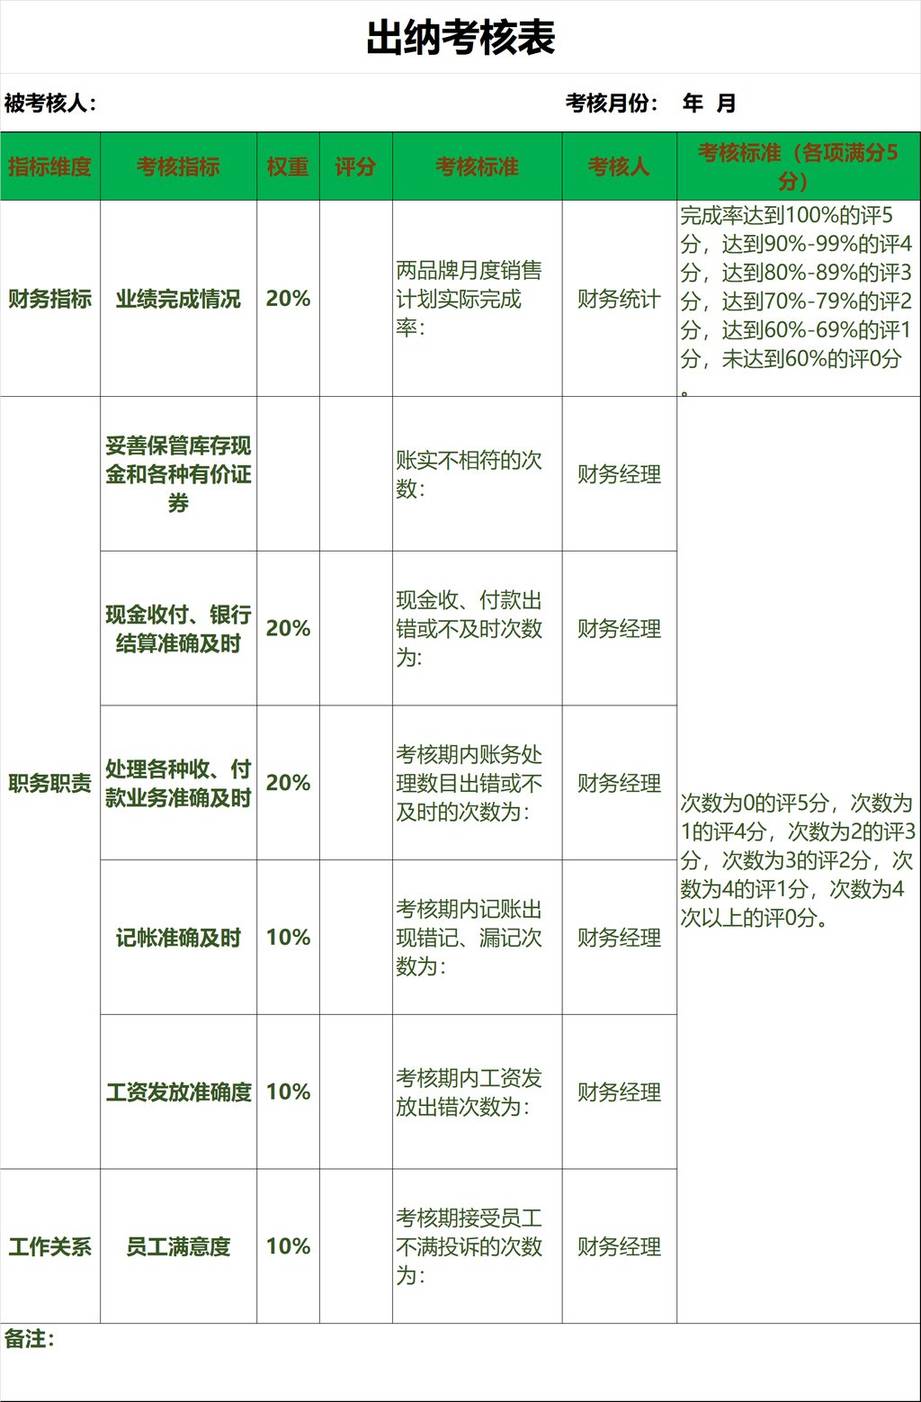 出纳考核表
被考核人：
考核月份： 年 月
指标维度
考核指标
权重
评分
考核标准
考核人
考核标准（各项满分5
分）
财务指标
业绩完成情况
20%
两品牌月度销售
计划实际完成
率：
财务统计
完成率达到100%的评5
分，达到90%-99%的评4
分，达到80%-89%的评3
分，达到70%-79%的评2
分，达到60%-69%的评1
分，未达到60%的评0分
。
职务职责
妥善保管库存现
金和各种有价证
券
账实不相符的次
数：
财务经理
现金收付、银行
结算准确及时
20%
现金收、付款出
错或不及时次数
为:
财务经理
处理各种收、付
款业务准确及时
20%
考核期内账务处
理数目出错或不
及时的次数为：
财务经理
记帐准确及时
10%
考核期内记账出
现错记、漏记次
数为：
财务经理
工资发放准确度
10%
考核期内工资发
放出错次数为：
财务经理
次数为0的评5分，次数为
1的评4分，次数为2的评3
分，次数为3的评2分，次
数为4的评1分，次数为4
次以上的评0分。
工作关系
员工满意度
10%
考核期接受员工
不满投诉的次数
为：
财务经理
备注：